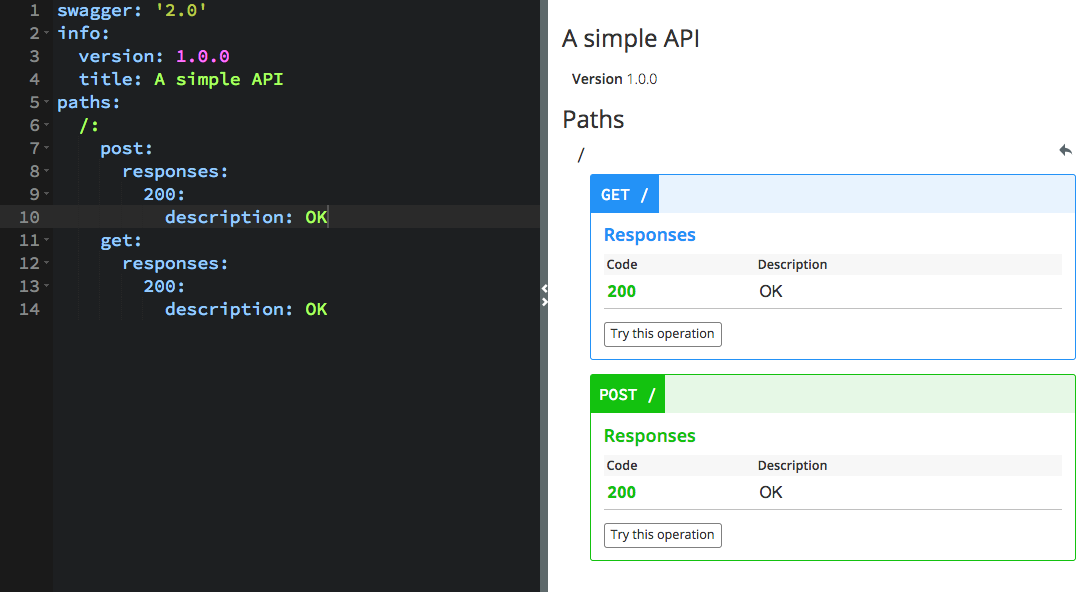 1 swagger: '2.0'
2 info:
3 version: 1.0.0
4 title: A simple API
5 paths:
6 /:
7 post:
8 responses:
9 200:
10 description: OK
11 get:
12 responses:
13 200:
14 description: OK
A simple API
Version 1.0.0
Paths
/
GET /
Responses
Code Description
200 OK
Try this operation
POST /
Responses
Code Description
200 OK
Try this operation